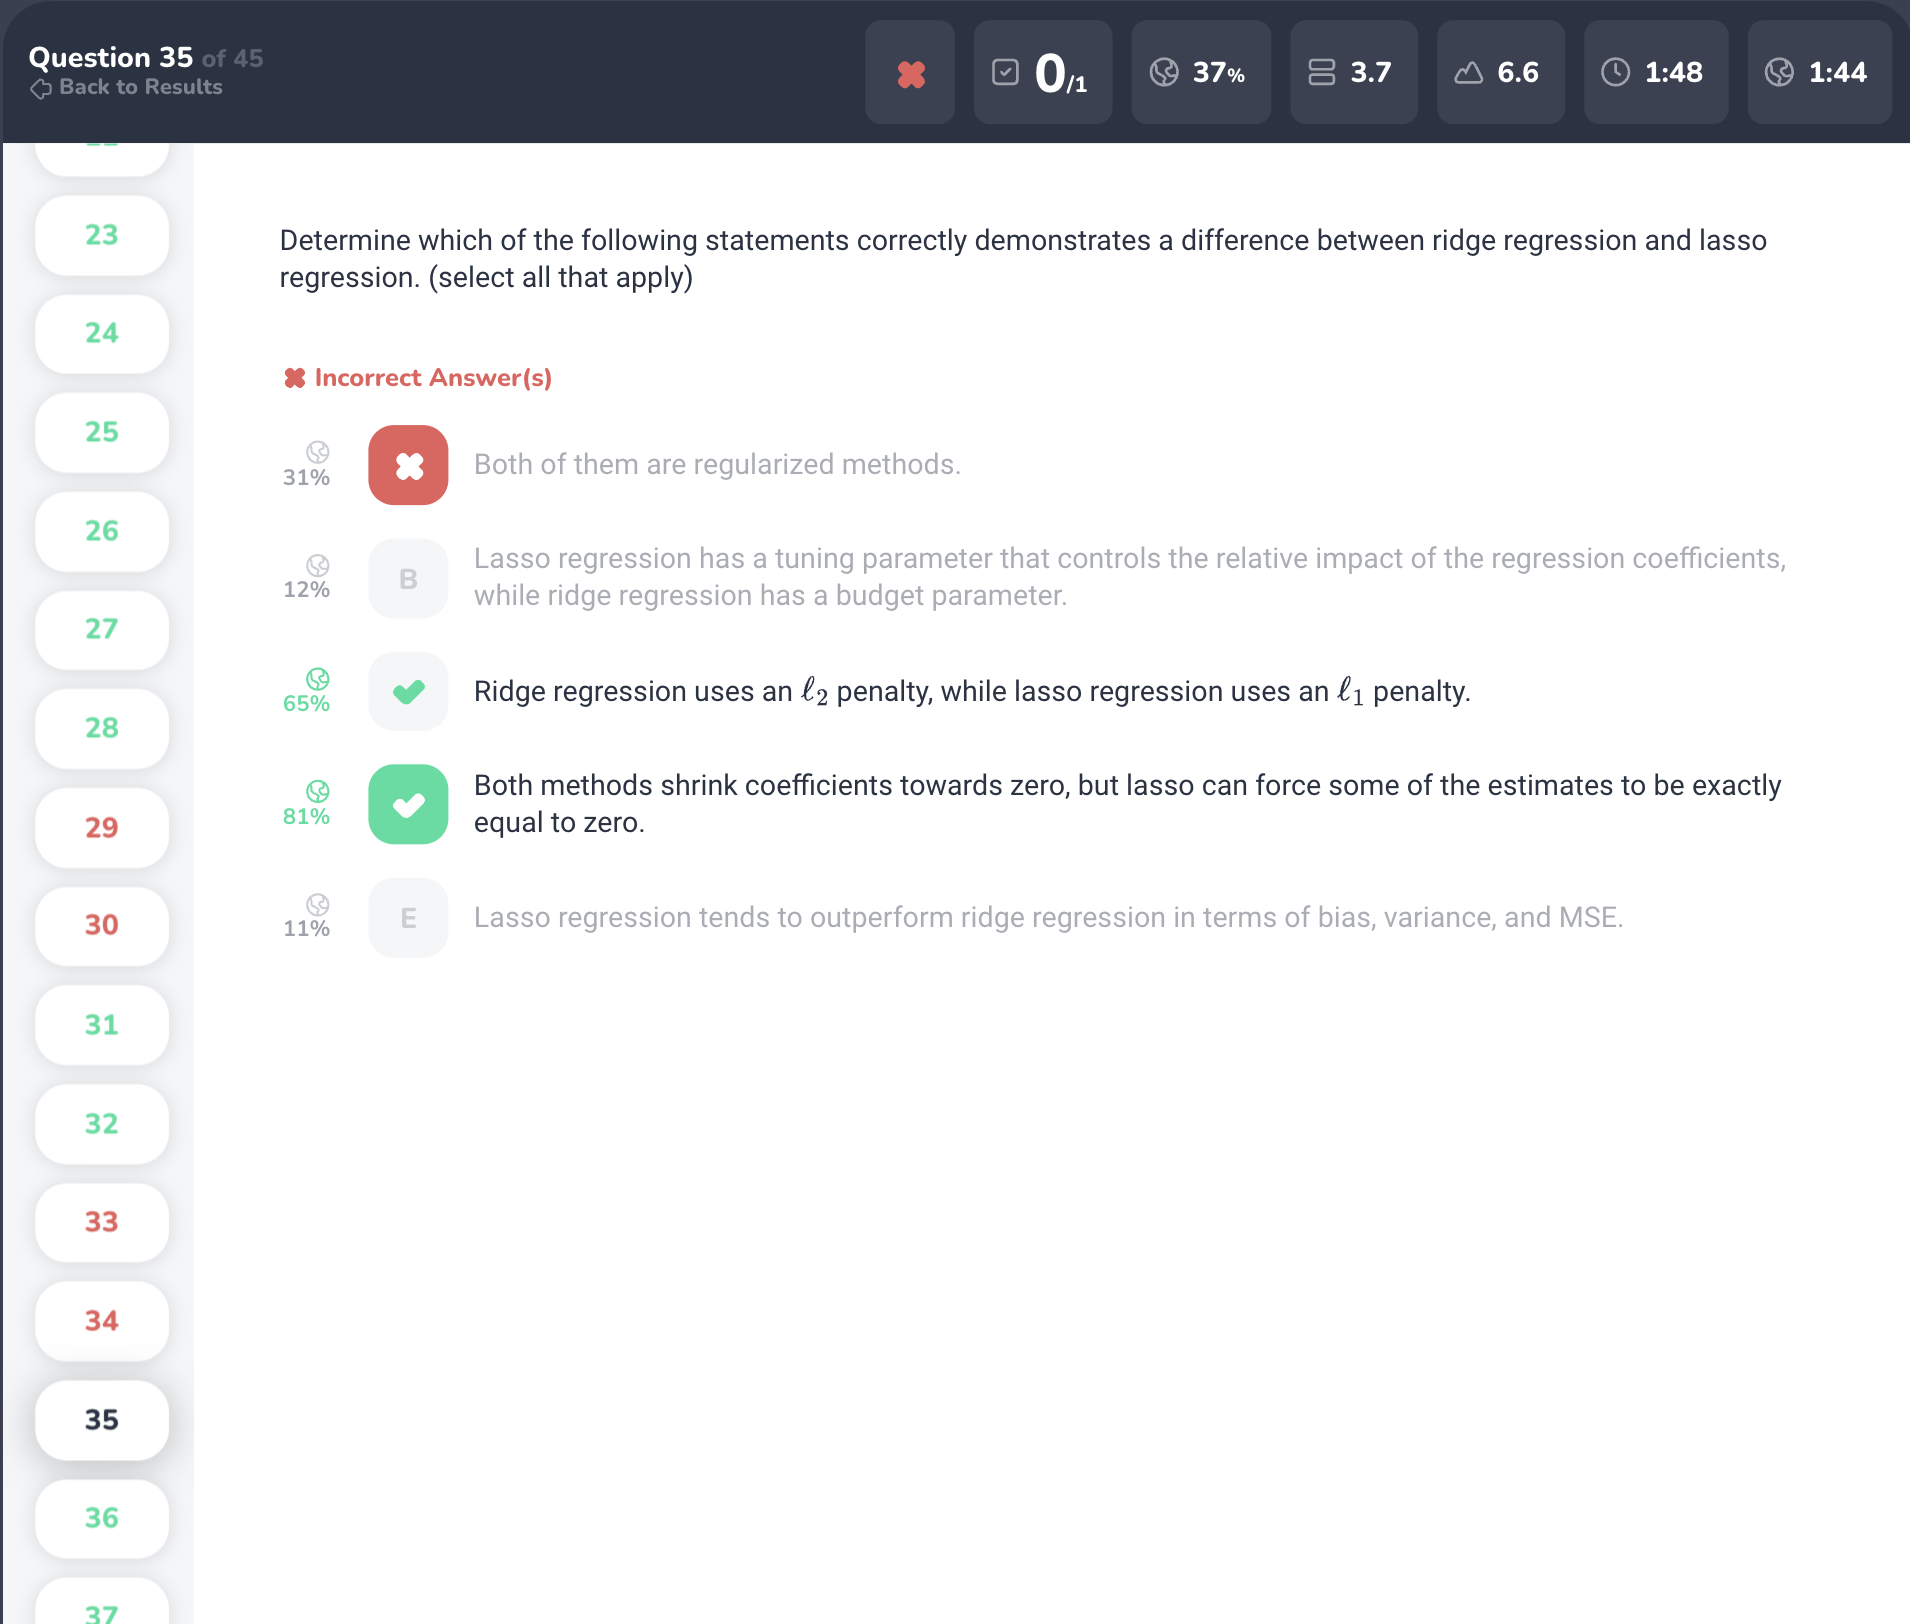 Question 35 of 45
Back to Results
0/1
37%
3.7
6.6
1:48
1:44
23
24
25
26
27
28
29
30
31
32
33
34
35
36
37
Determine which of the following statements correctly demonstrates a difference between ridge regression and lasso
regression. (select all that apply)
Incorrect Answer(s)
31%
Both of them are regularized methods.
12%
B
Lasso regression has a tuning parameter that controls the relative impact of the regression coefficients,
while ridge regression has a budget parameter.
65%
Ridge regression uses an ℓ₂ penalty, while lasso regression uses an ℓ₁ penalty.
81%
Both methods shrink coefficients towards zero, but lasso can force some of the estimates to be exactly
equal to zero.
11%
E
Lasso regression tends to outperform ridge regression in terms of bias, variance, and MSE.